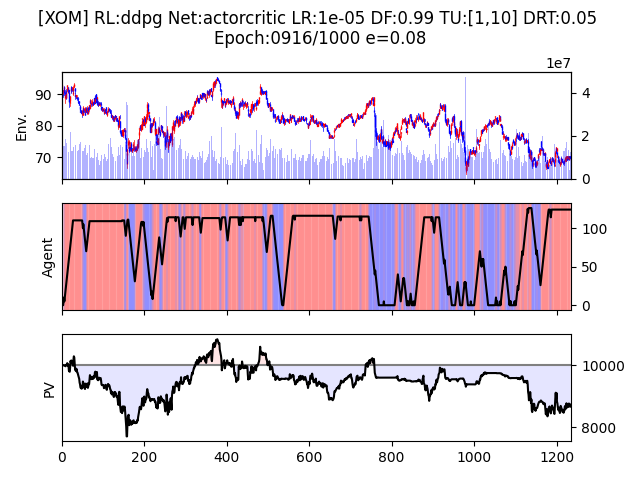 [XOM] RL:ddpg Net:actorcritic LR:1e-05 DF:0.99 TU:[1,10] DRT:0.05
Epoch:0916/1000 e=0.08
1e7
Env.
90
80
70
4
2
0
Agent
100
0
PV
10000
8000
0 200 400 600 800 1000 1200